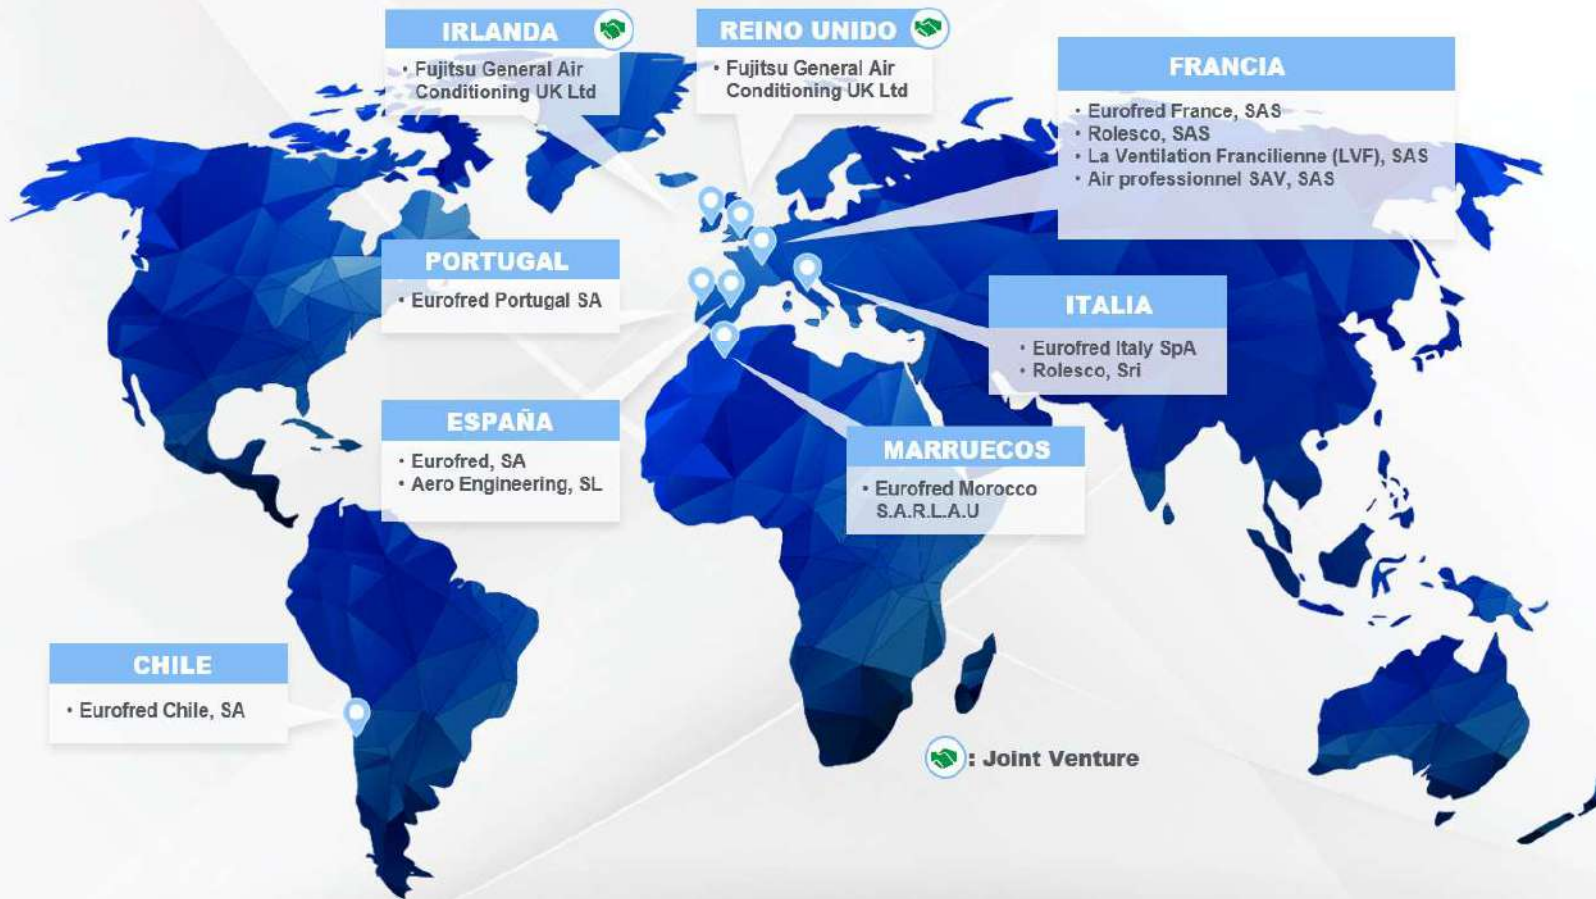 IRLANDA
• Fujitsu General Air
Conditioning UK Ltd
REINO UNIDO
• Fujitsu General Air
Conditioning UK Ltd
FRANCIA
• Eurofred France, SAS
• Rolesco, SAS
• La Ventilation Francilienne (LVF), SAS
• Air professionnel SAV, SAS
PORTUGAL
• Eurofred Portugal SA
ITALIA
• Eurofred Italy SpA
• Rolesco, Sri
ESPAÑA
• Eurofred, SA
• Aero Engineering, SL
MARRUECOS
• Eurofred Morocco
S.A.R.L.A.U
CHILE
• Eurofred Chile, SA
: Joint Venture